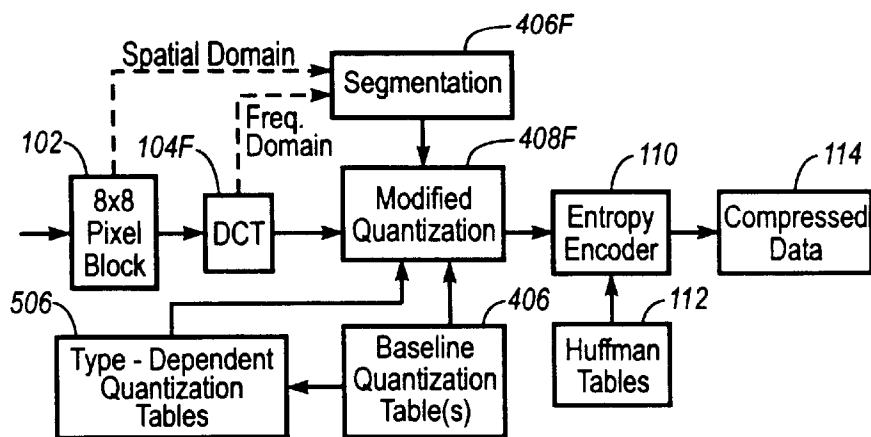 406F
Spatial Domain
Segmentation
Freq.
Domain
102
104F
408F
110
114
8x8
Pixel
Block
DCT
Modified
Quantization
Entropy
Encoder
Compressed
Data
506
406
112
Type - Dependent
Quantization
Tables
Baseline
Quantization
Table(s)
Huffman
Tables